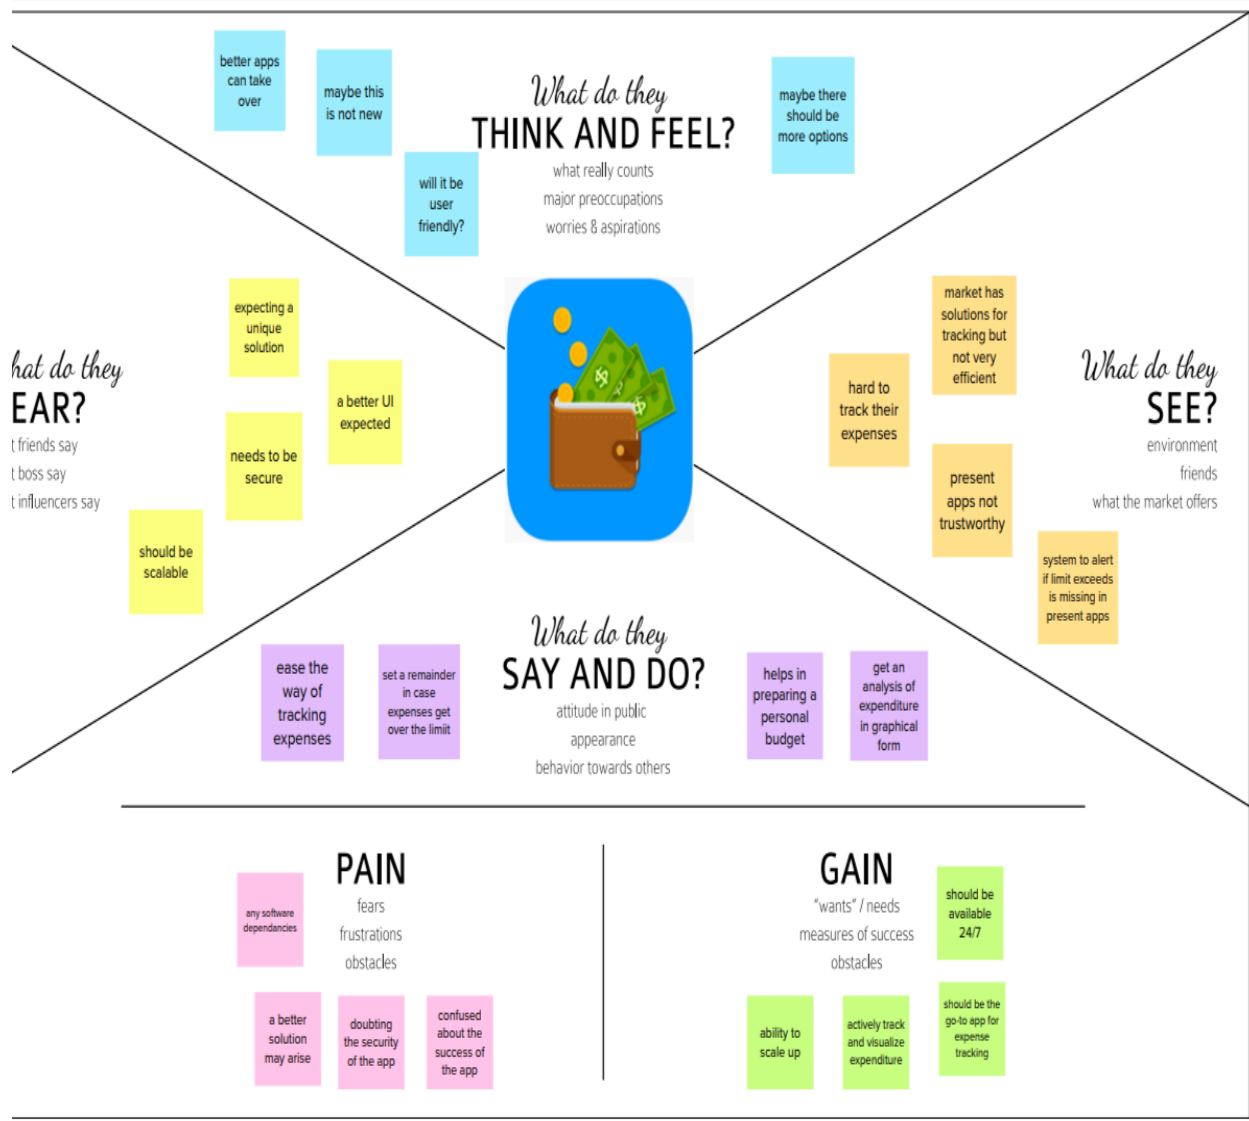 better apps
can take
over
maybe this
is not new
will it be
user
friendly?
What do they
THINK AND FEEL?
what really counts
major preoccupations
worries & aspirations
maybe there
should be
more options
hat do they
EAR?
t friends say
t boss say
t influencers say
expecting a
unique
solution
a better UI
expected
needs to be
secure
should be
scalable
market has
solutions for
tracking but
not very
efficient
hard to
track their
expenses
present
apps not
trustworthy
system to alert
if limit exceeds
is missing in
present apps
What do they
SEE?
environment
friends
what the market offers
What do they
SAY AND DO?
attitude in public
appearance
behavior towards others
ease the
way of
tracking
expenses
set a remainder
in case
expenses get
over the limiit
helps in
preparing a
personal
budget
get an
analysis of
expenditure
in graphical
form
PAIN
fears
frustrations
obstacles
any software
dependancies
a better
solution
may arise
doubting
the security
of the app
confused
about the
success of
the app
GAIN
"wants" / needs
measures of success
obstacles
should be
available
24/7
ability to
scale up
actively track
and visualize
expenditure
should be the
go-to app for
expense
tracking